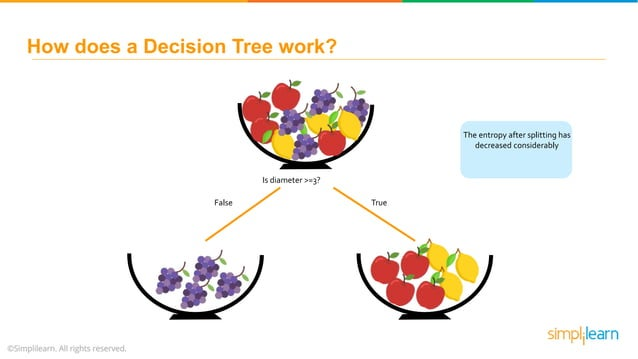 How does a Decision Tree work?
The entropy after splitting has
decreased considerably
Is diameter >=3?
False
True
©Simplilearn. All rights reserved.
simplilearn